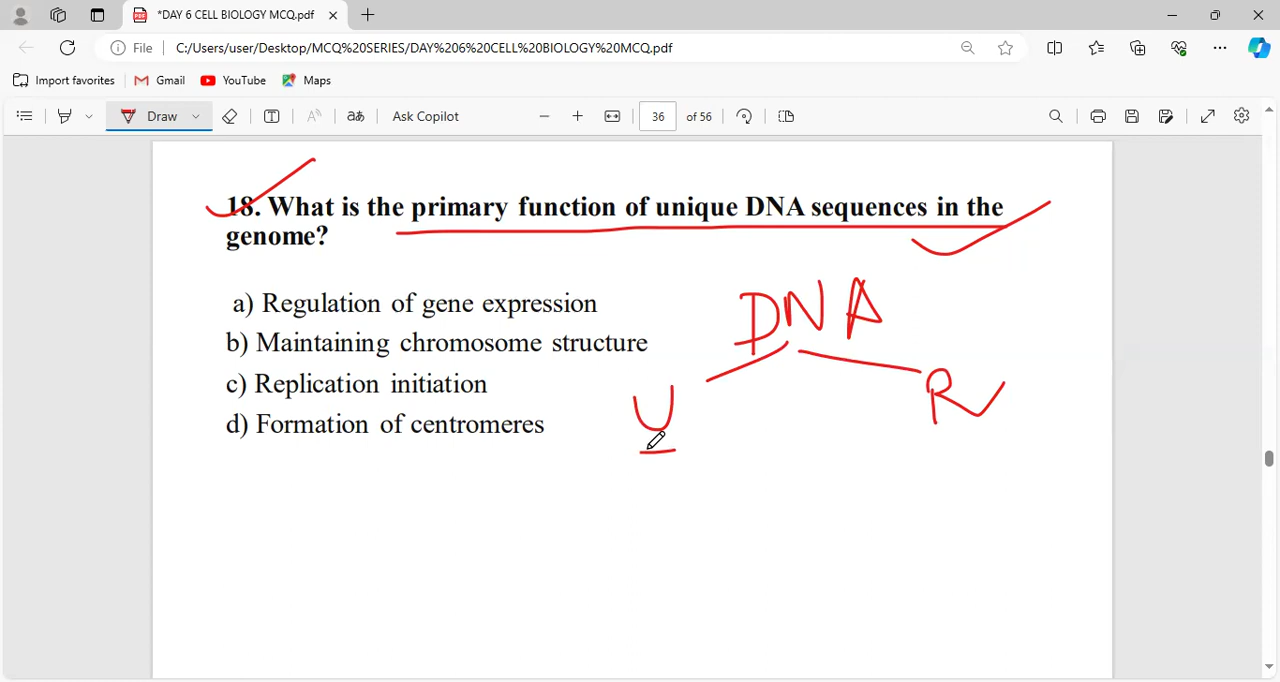 *DAY 6 CELL BIOLOGY MCQ.pdf
File C:/Users/user/Desktop/MCQ%20SERIES/DAY%206%20CELL%20BIOLOGY%20MCQ.pdf
Import favorites Gmail YouTube Maps
Draw aあ Ask Copilot 36 of 56
18. What is the primary function of unique DNA sequences in the
genome?
a) Regulation of gene expression
b) Maintaining chromosome structure
c) Replication initiation
d) Formation of centromeres
DNA
U R